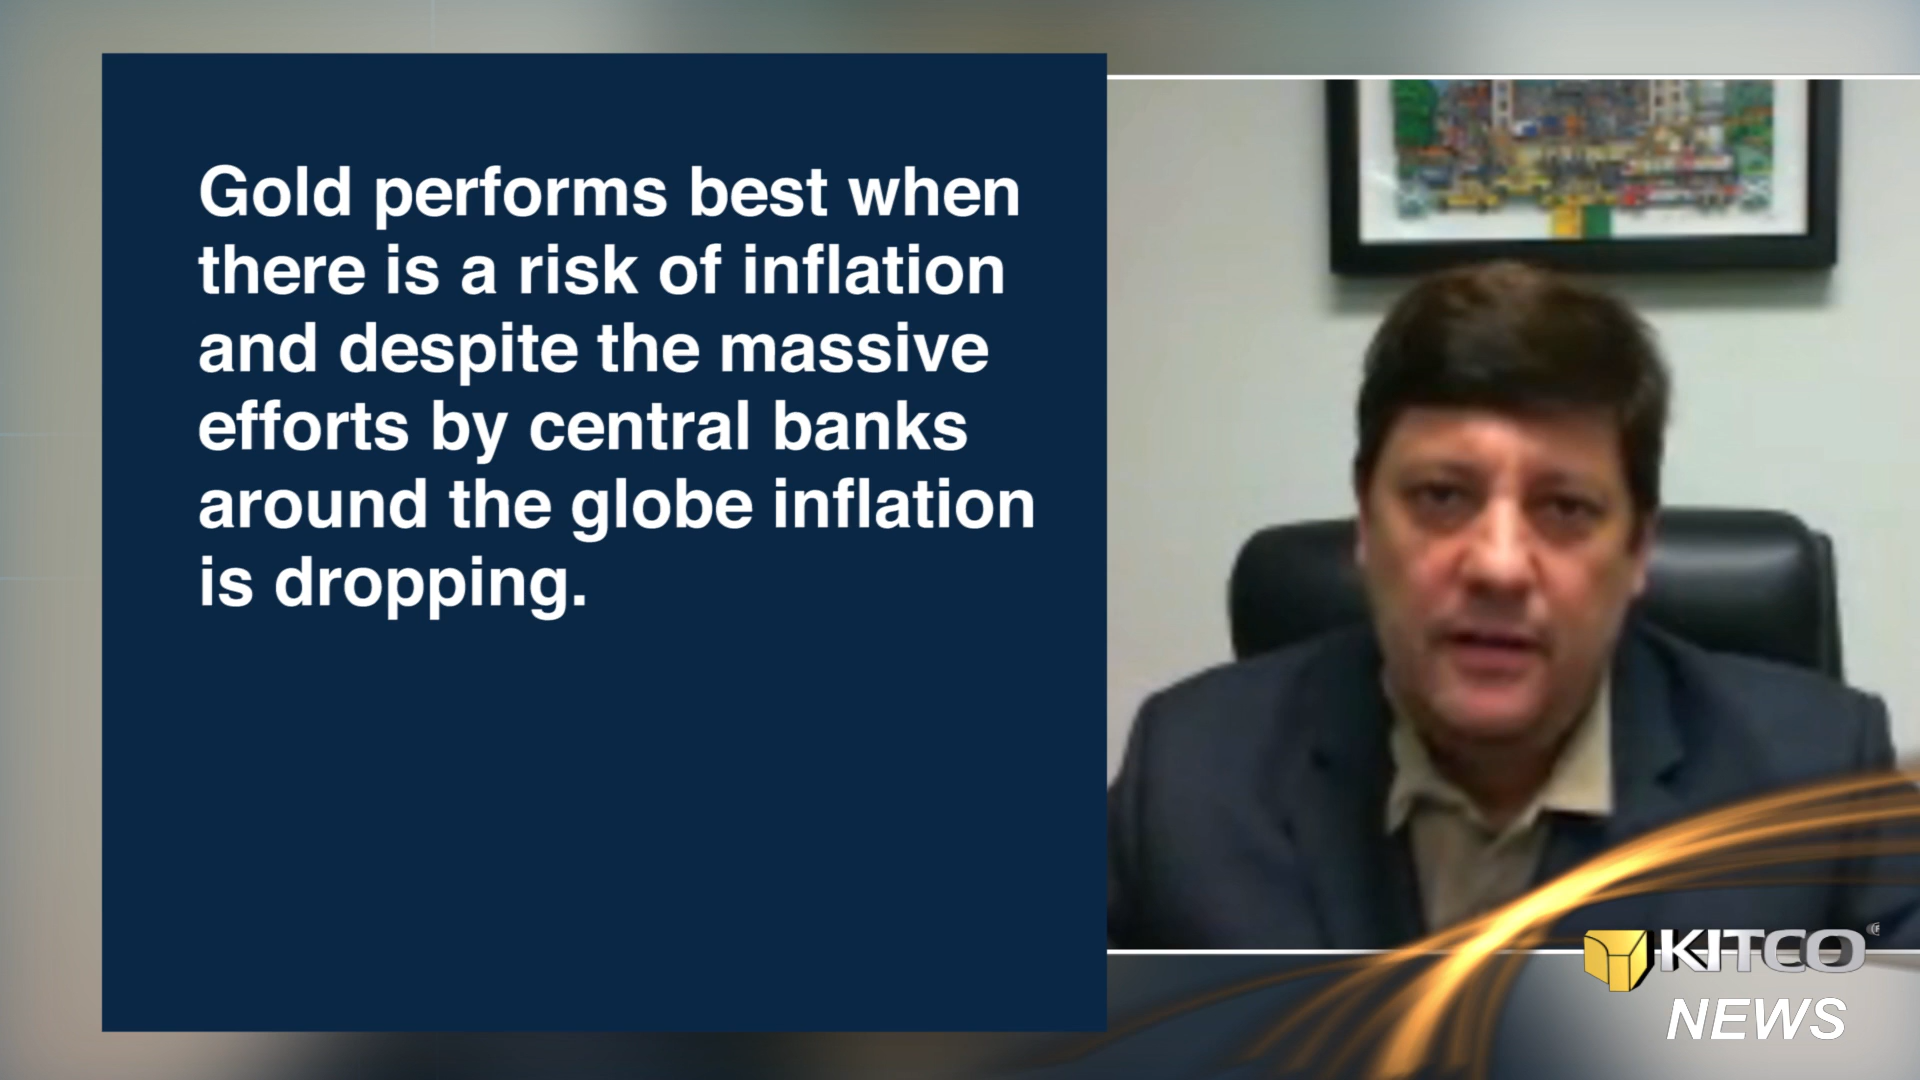 Gold performs best when
there is a risk of inflation
and despite the massive
efforts by central banks
around the globe inflation
is dropping.
KITCO®
NEWS